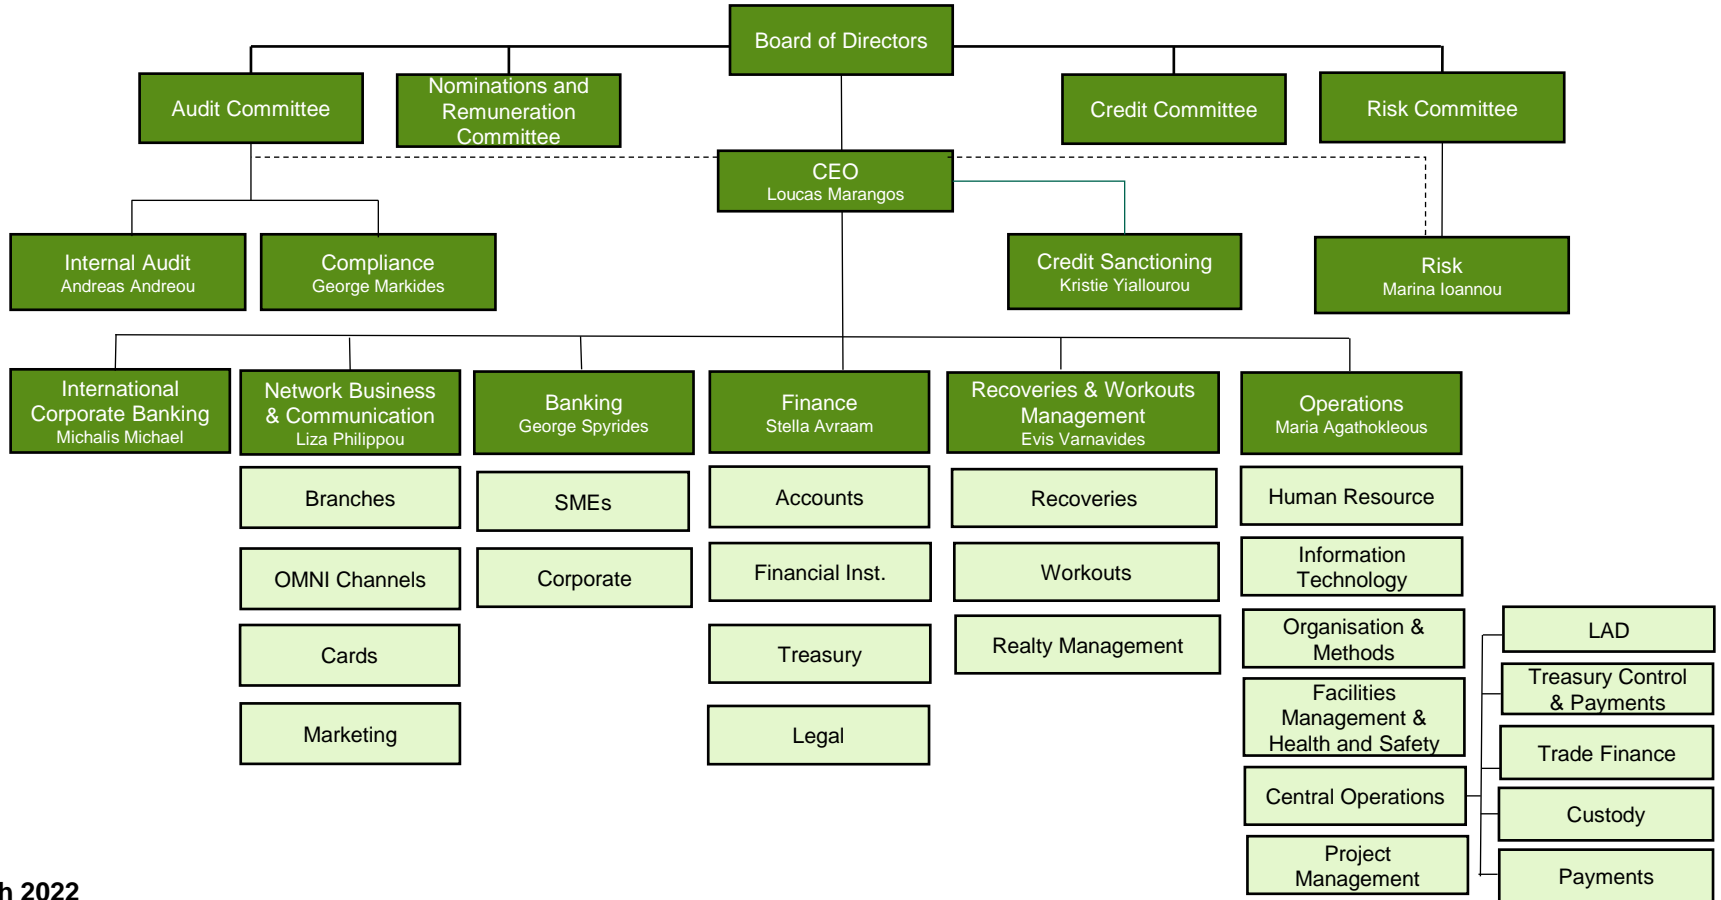 Board of Directors
Audit Committee
Nominations and
Remuneration
Committee
Credit Committee
Risk Committee
CEO
Loucas Marangos
Internal Audit
Andreas Andreou
Compliance
George Markides
Credit Sanctioning
Kristie Yiallourou
Risk
Marina Ioannou
International
Corporate Banking
Michalis Michael
Network Business
& Communication
Liza Philippou
Banking
George Spyrides
Finance
Stella Avraam
Recoveries & Workouts
Management
Evis Varnavides
Operations
Maria Agathokleous
Branches
OMNI Channels
Cards
Marketing
SMEs
Corporate
Accounts
Financial Inst.
Treasury
Legal
Recoveries
Workouts
Realty Management
Human Resource
Information
Technology
Organisation &
Methods
Facilities
Management &
Health and Safety
Central Operations
Project
Management
LAD
Treasury Control
& Payments
Trade Finance
Custody
Payments
2022